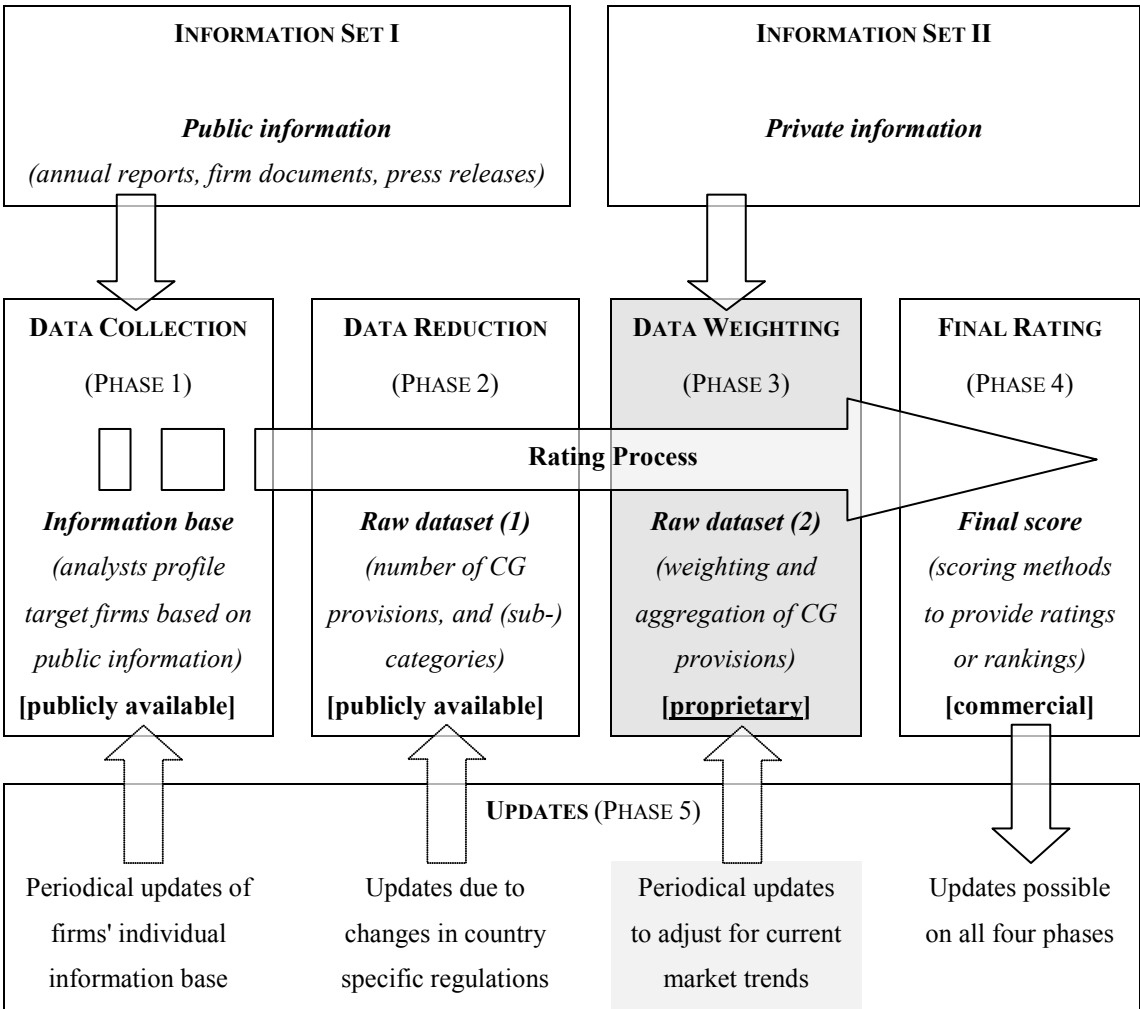 INFORMATION SET I
Public information
(annual reports, firm documents, press releases)
INFORMATION SET II
Private information
DATA COLLECTION
(PHASE 1)
DATA REDUCTION
(PHASE 2)
DATA WEIGHTING
(PHASE 3)
FINAL RATING
(PHASE 4)
Rating Process
Information base
(analysts profile
target firms based on
public information)
[publicly available]
Raw dataset (1)
(number of CG
provisions, and (sub-)
categories)
[publicly available]
Raw dataset (2)
(weighting and
aggregation of CG
provisions)
[proprietary]
Final score
(scoring methods
to provide ratings
or rankings)
[commercial]
UPDATES (PHASE 5)
Periodical updates of
firms' individual
information base
Updates due to
changes in country
specific regulations
Periodical updates
to adjust for current
market trends
Updates possible
on all four phases